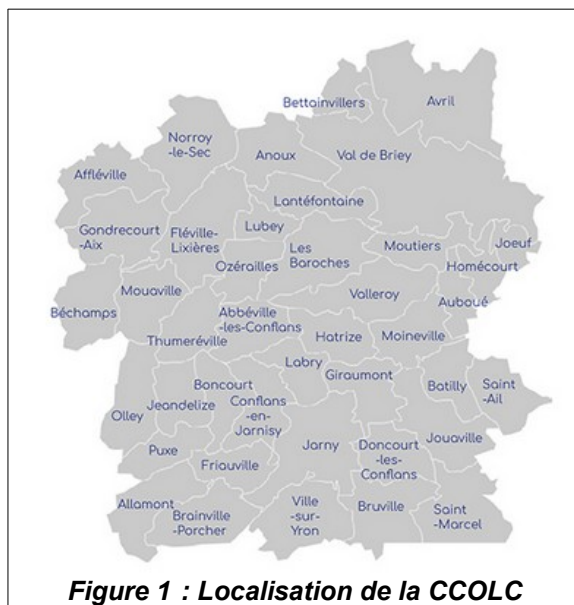 Bettainvillers
Avril
Norroy
-le-Sec
Anoux
Val de Briey
Affléville
Lantéfontaine
Gondrecourt
-Aix
Fléville-
Lixières
Lubey
Les
Baroches
Moutiers
Joeuf
Ozérailles
Homécourt
Mouaville
Valleroy
Béchamps
Abbéville
-les-Conflans
Auboué
Thumeréville
Hatrize
Moineville
Labry
Giraumont
Boncourt
Batilly
Saint
-Ail
Olley
Jeandelize
Conflans
-en-
Jarnisy
Jouaville
Puxe
Jarny
Doncourt
-les-
Conflans
Friauville
Allamont
Brainville
-Porcher
Ville
-sur-
Yron
Bruville
Saint
-Marcel
Figure 1 : Localisation de la CCOLC